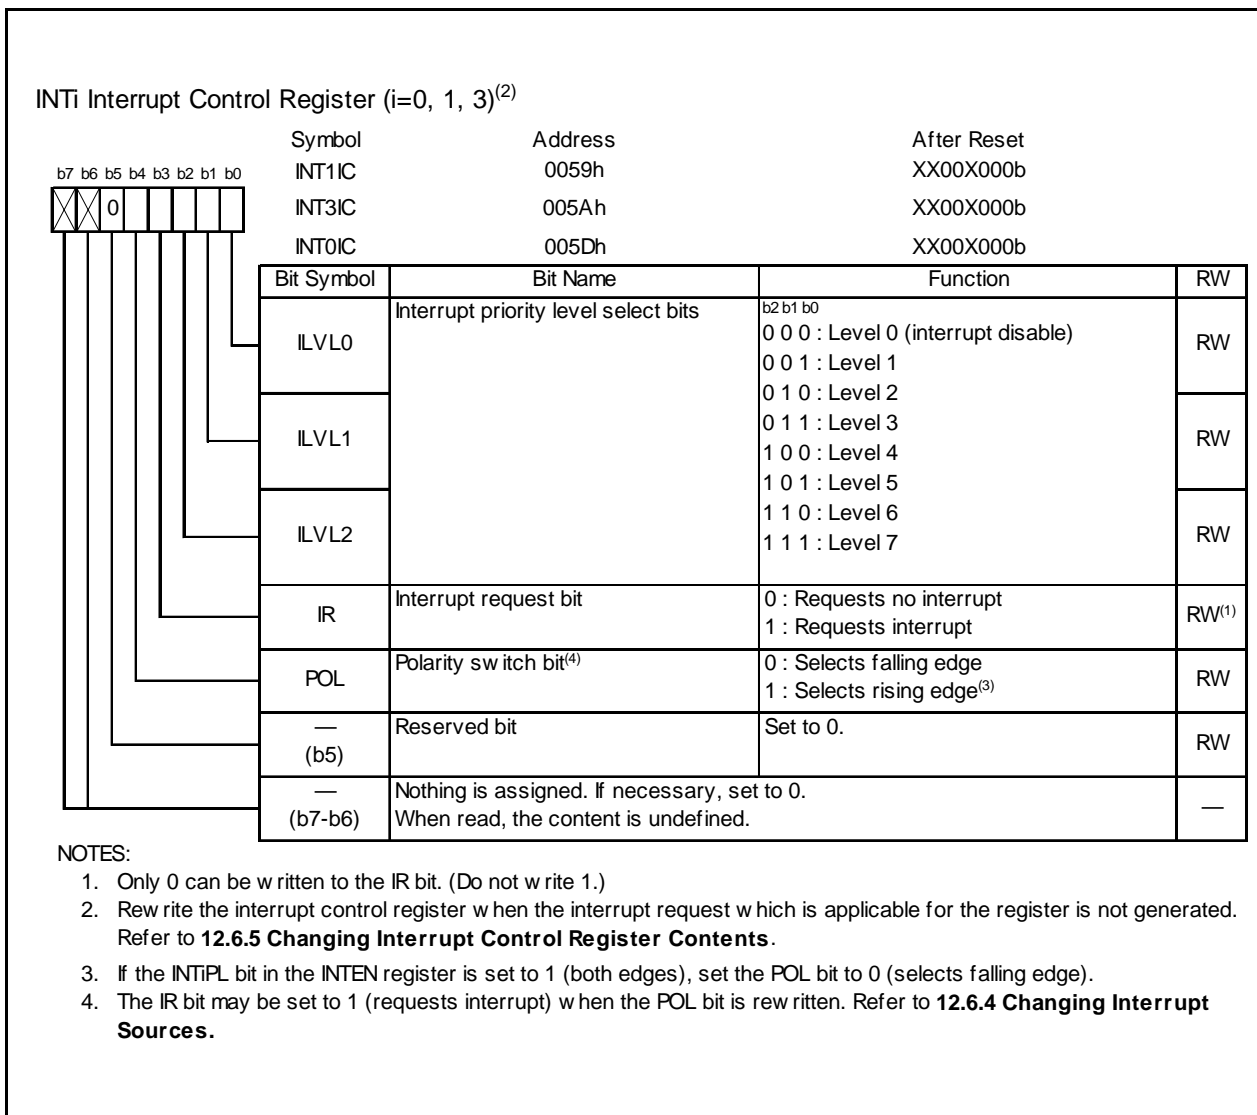 INTi Interrupt Control Register (i=0, 1, 3)(2)
Symbol Address After Reset
b7 b6 b5 b4 b3 b2 b1 b0
INT1IC 0059h XX00X000b
0
INT3IC 005Ah XX00X000b
INT0IC 005Dh XX00X000b
Bit Symbol Bit Name Function RW
ILVL0 Interrupt priority level select bits b2 b1 b0
0 0 0 : Level 0 (interrupt disable) RW
0 0 1 : Level 1
0 1 0 : Level 2
ILVL1 0 1 1 : Level 3 RW
1 0 0 : Level 4
1 0 1 : Level 5
ILVL2 1 1 0 : Level 6 RW
1 1 1 : Level 7
IR Interrupt request bit 0 : Requests no interrupt RW(1)
1 : Requests interrupt
POL Polarity switch bit(4) 0 : Selects falling edge RW
1 : Selects rising edge(3)
— Reserved bit Set to 0. RW
(b5)
— Nothing is assigned. If necessary, set to 0. —
(b7-b6) When read, the content is undefined.
NOTES:
1. Only 0 can be written to the IR bit. (Do not write 1.)
2. Rewrite the interrupt control register when the interrupt request which is applicable for the register is not generated.
Refer to 12.6.5 Changing Interrupt Control Register Contents.
3. If the INTiPL bit in the INTEN register is set to 1 (both edges), set the POL bit to 0 (selects falling edge).
4. The IR bit may be set to 1 (requests interrupt) when the POL bit is rewritten. Refer to 12.6.4 Changing Interrupt
Sources.